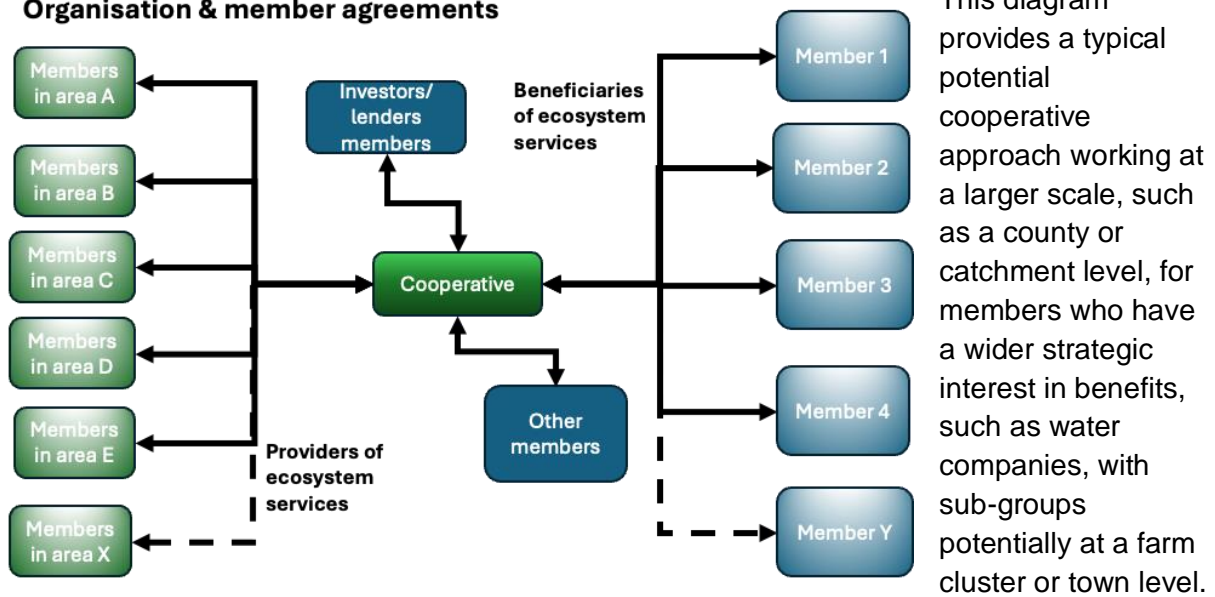 Organisation & member agreements
Members
in area A
Members
in area B
Members
in area C
Members
in area D
Members
in area E
Members
in area X
Investors/
lenders
members
Beneficiaries
of ecosystem
services
Cooperative
Other
members
Providers of
ecosystem
services
Member 1
Member 2
Member 3
Member 4
Member Y
This diagram
provides a typical
potential
cooperative
approach working at
a larger scale, such
as a county or
catchment level, for
members who have
a wider strategic
interest in benefits,
such as water
companies, with
sub-groups
potentially at a farm
cluster or town level.